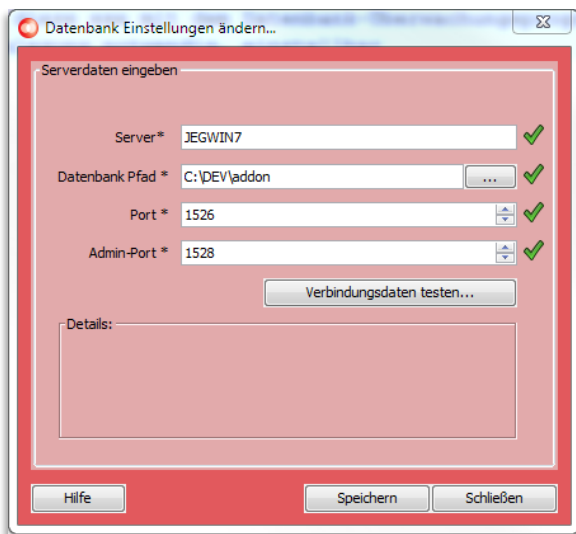 Datenbank Einstellungen ändern...
Serverdaten eingeben
Server* JEGWIN7
Datenbank Pfad * C:\DEV\addon ...
Port * 1526
Admin-Port * 1528
Verbindungsdaten testen...
Details:
Hilfe Speichern Schließen